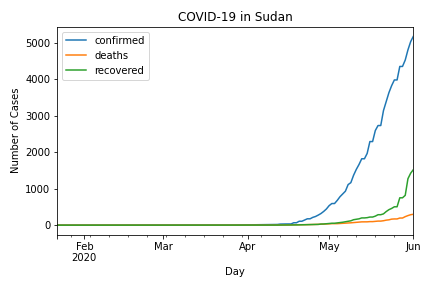 COVID-19 in Sudan
confirmed
deaths
recovered
Number of Cases
5000
4000
3000
2000
1000
0
Feb
2020
Mar
Apr
May
Jun
Day